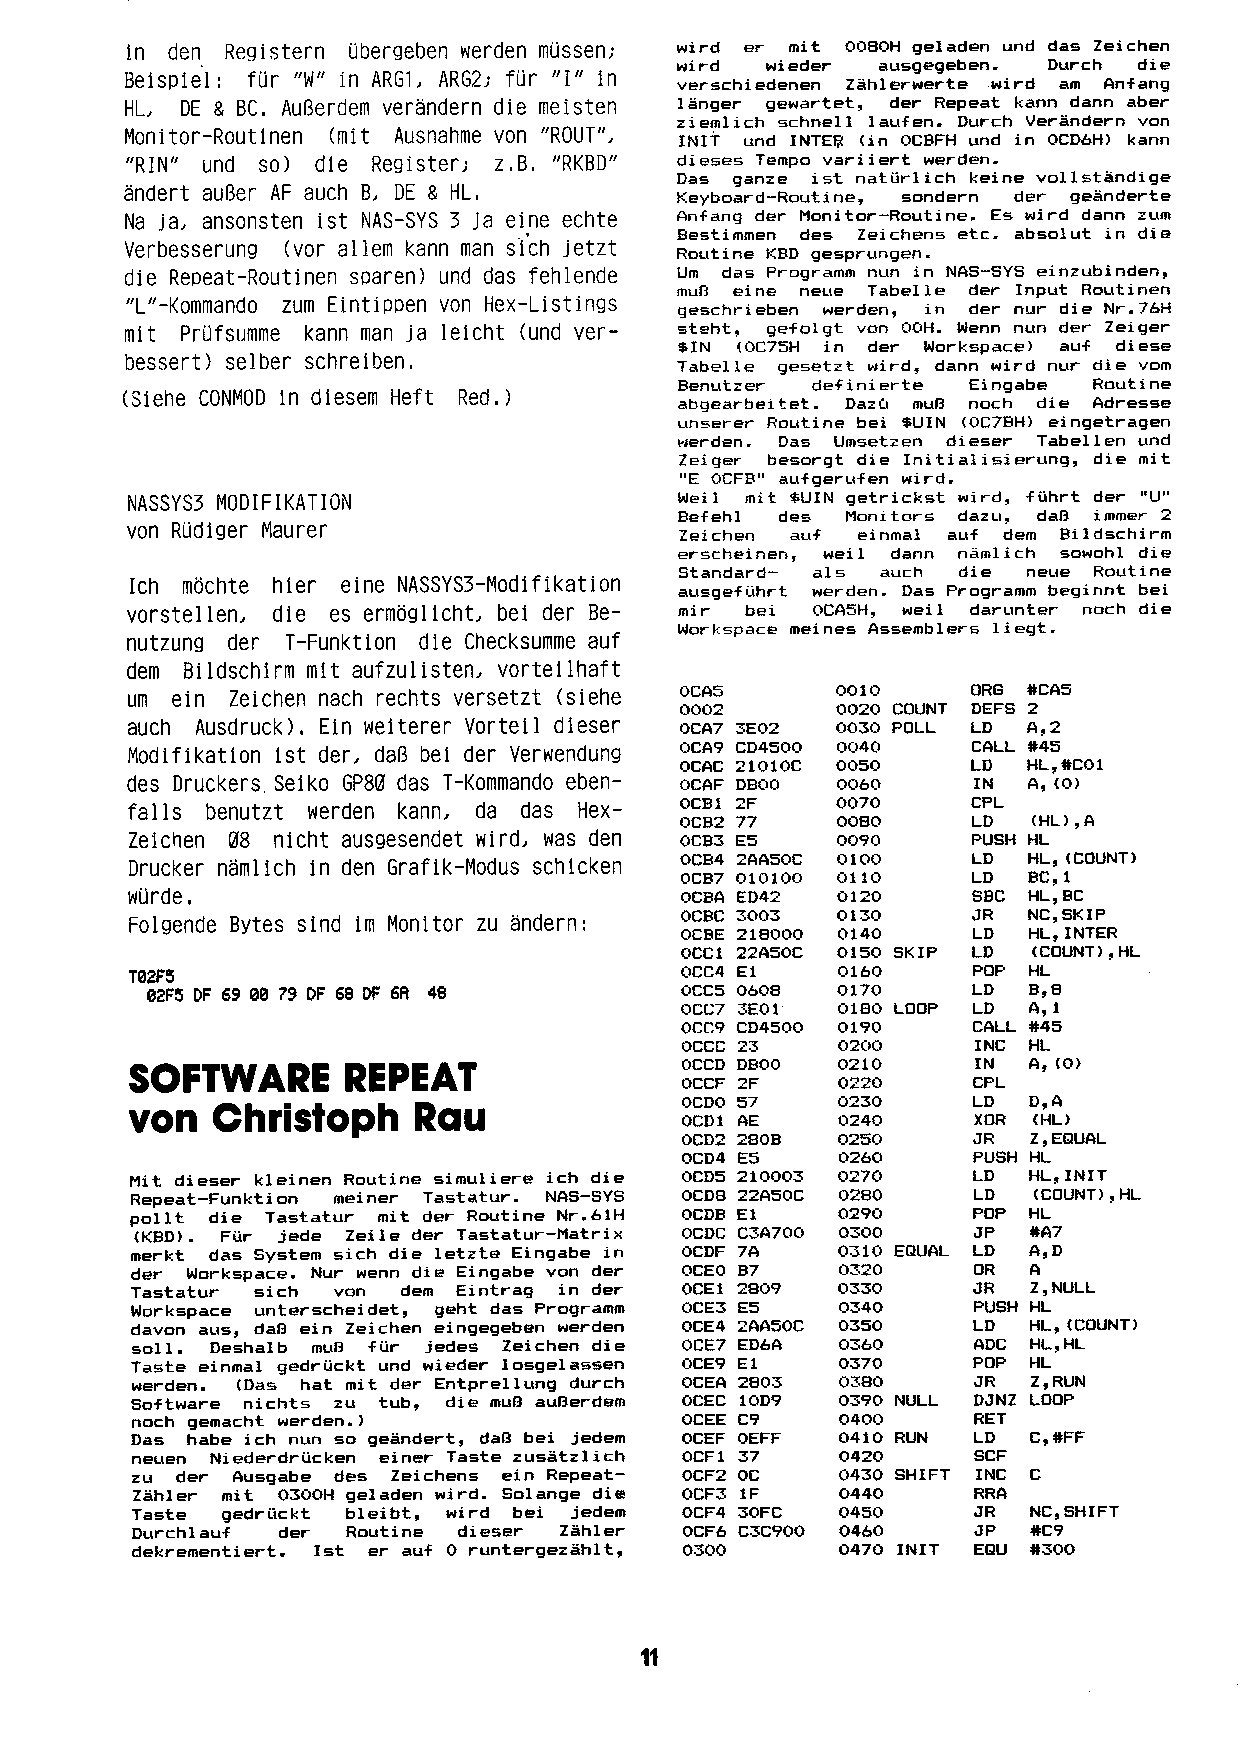 in den Registern übergeben werden müssen;
Beispiel: für "W" in ARG1, ARG2; für "I" in
HL, DE & BC. Außerdem verändern die meisten
Monitor-Routinen (mit Ausnahme von "ROUT",
"RIN" und so) die Register; z.B. "RKBD"
ändert außer AF auch B, DE & HL.
Na ja, ansonsten ist NAS-SYS 3 ja eine echte
Verbesserung (vor allem kann man sich jetzt
die Repeat-Routinen sparen) und das fehlende
"L"-Kommando zum Eintippen von Hex-Listings
mit Prüfsumme kann man ja leicht (und ver-
bessert) selber schreiben.
(Siehe CONMOD in diesem Heft Red.)
NASSYS3 MODIFIKATION
von Rüdiger Maurer
Ich möchte hier eine NASSYS3-Modifikation
vorstellen, die es ermöglicht, bei der Be-
nutzung der T-Funktion die Checksumme auf
dem Bildschirm mit aufzulisten, vorteilhaft
um ein Zeichen nach rechts versetzt (siehe
auch Ausdruck). Ein weiterer Vorteil dieser
Modifikation ist der, daß bei der Verwendung
des Druckers Seiko GP80 das T-Kommando eben-
falls benutzt werden kann, da das Hex-
Zeichen 08 nicht ausgesendet wird, was den
Drucker nämlich in den Grafik-Modus schicken
würde.
Folgende Bytes sind im Monitor zu ändern:
T02F5
02F5 DF 69 00 79 DF 68 DF 6A 48
SOFTWARE REPEAT
von Christoph Rau
Mit dieser kleinen Routine simuliere ich die
Repeat-Funktion meiner Tastatur. NAS-SYS
pollt die Tastatur mit der Routine Nr.61H
(KBD). Für jede Zeile der Tastatur-Matrix
merkt das System sich die letzte Eingabe in
der Workspace. Nur wenn die Eingabe von der
Tastatur sich von dem Eintrag in der
Workspace unterscheidet, geht das Programm
davon aus, daß ein Zeichen eingegeben werden
soll. Deshalb muß für jedes Zeichen die
Taste einmal gedrückt und wieder losgelassen
werden. (Das hat mit der Entprellung durch
Software nichts zu tub, die muß außerdem
noch gemacht werden.)
Das habe ich nun so geändert, daß bei jedem
neuen Niederdrücken einer Taste zusätzlich
zu der Ausgabe des Zeichens ein Repeat-
Zähler mit 0300H geladen wird. Solange die
Taste gedrückt bleibt, wird bei jedem
Durchlauf der Routine dieser Zähler
dekrementiert. Ist er auf 0 runtergezählt,
wird er mit 0080H geladen und das Zeichen
wird wieder ausgegeben. Durch die
verschiedenen Zählerwerte wird am Anfang
länger gewartet, der Repeat kann dann aber
ziemlich schnell laufen. Durch Verändern von
INIT und INTER (in 0CBFH und in 0CD6H) kann
dieses Tempo variiert werden.
Das ganze ist natürlich keine vollständige
Keyboard-Routine, sondern der geänderte
Anfang der Monitor-Routine. Es wird dann zum
Bestimmen des Zeichens etc. absolut in die
Routine KBD gesprungen.
Um das Programm nun in NAS-SYS einzubinden,
muß eine neue Tabelle der Input Routinen
geschrieben werden, in der nur die Nr.76H
steht, gefolgt von 00H. Wenn nun der Zeiger
$IN (0C75H in der Workspace) auf diese
Tabelle gesetzt wird, dann wird nur die vom
Benutzer definierte Eingabe Routine
abgearbeitet. Dazu muß noch die Adresse
unserer Routine bei $UIN (0C7BH) eingetragen
werden. Das Umsetzen dieser Tabellen und
Zeiger besorgt die Initialisierung, die mit
"E 0CFB" aufgerufen wird.
Weil mit $UIN getrickst wird, führt der "U"
Befehl des Monitors dazu, daß immer 2
Zeichen auf einmal auf dem Bildschirm
erscheinen, weil dann nämlich sowohl die
Standard- als auch die neue Routine
ausgeführt werden. Das Programm beginnt bei
mir bei 0CA5H, weil darunter noch die
Workspace meines Assemblers liegt.
0CA5 0010 ORG #CA5
0002 0020 COUNT DEFS 2
0CA7 3E02 0030 POLL LD A,2
0CA9 CD4500 0040 CALL #45
0CAC 21010C 0050 LD HL,#C01
0CAF DB00 0060 IN A,(0)
0CB1 2F 0070 CPL
0CB2 77 0080 LD (HL),A
0CB3 E5 0090 PUSH HL
0CB4 2AA50C 0100 LD HL,(COUNT)
0CB7 010100 0110 LD BC,1
0CBA ED42 0120 SBC HL,BC
0CBC 3003 0130 JR NC,SKIP
0CBE 218000 0140 LD HL,INTER
0CC1 22A50C 0150 SKIP LD (COUNT),HL
0CC4 E1 0160 POP HL
0CC5 0608 0170 LD B,8
0CC7 3E01 0180 LOOP LD A,1
0CC9 CD4500 0190 CALL #45
0CCC 23 0200 INC HL
0CCD DB00 0210 IN A,(0)
0CCF 2F 0220 CPL
0CD0 57 0230 LD D,A
0CD1 AE 0240 XOR (HL)
0CD2 280B 0250 JR Z,EQUAL
0CD4 E5 0260 PUSH HL
0CD5 210003 0270 LD HL,INIT
0CD8 22A50C 0280 LD (COUNT),HL
0CDB E1 0290 POP HL
0CDC C3A700 0300 JP #A7
0CDF 7A 0310 EQUAL LD A,D
0CE0 B7 0320 OR A
0CE1 2809 0330 JR Z,NULL
0CE3 E5 0340 PUSH HL
0CE4 2AA50C 0350 LD HL,(COUNT)
0CE7 ED6A 0360 ADC HL,HL
0CE9 E1 0370 POP HL
0CEA 2803 0380 JR Z,RUN
0CEC 10D9 0390 NULL DJNZ LOOP
0CEE C9 0400 RET
0CEF 0EFF 0410 RUN LD C,#FF
0CF1 37 0420 SCF
0CF2 0C 0430 SHIFT INC C
0CF3 1F 0440 RRA
0CF4 30FC 0450 JR NC,SHIFT
0CF6 C3C900 0460 JP #C9
0300 0470 INIT EQU #300
11